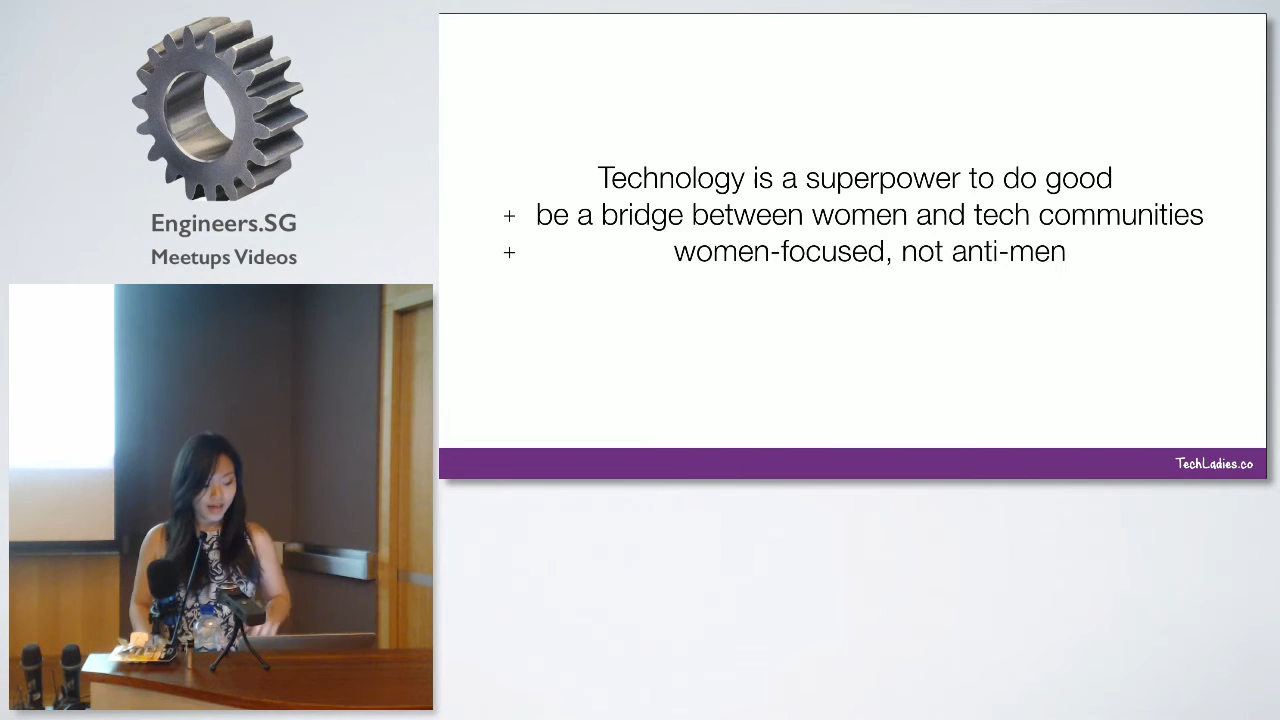 Engineers.SG
Meetups Videos
Technology is a superpower to do good
+ be a bridge between women and tech communities
+ women-focused, not anti-men
TechLadies.co